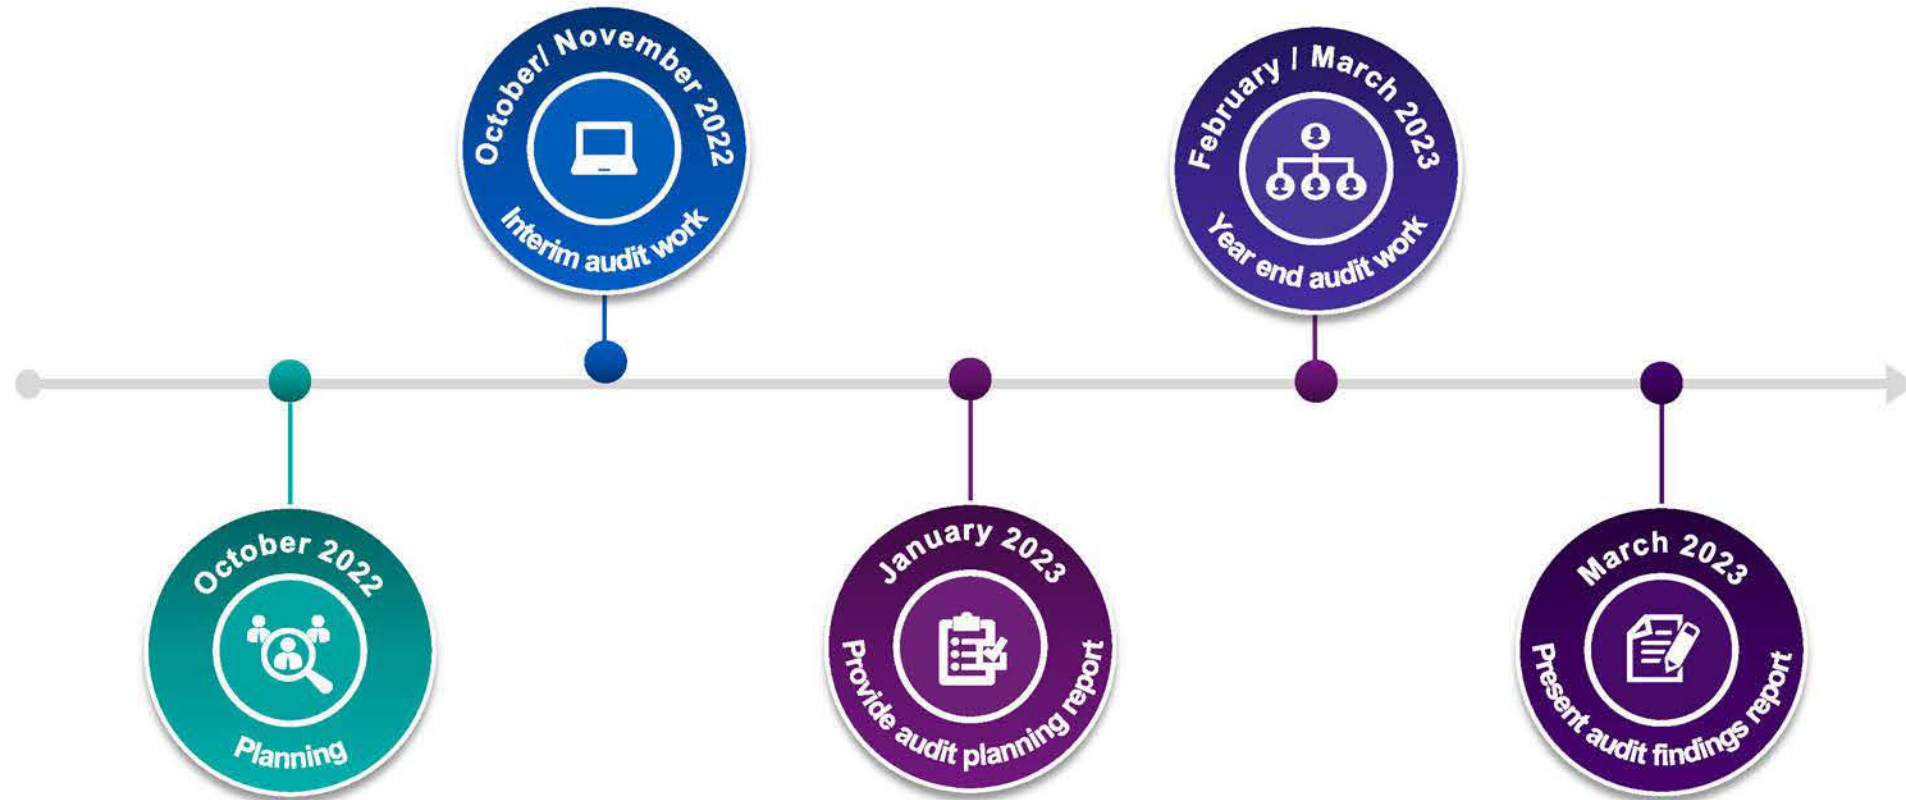 October 2022
Planning
October/ November 2022
Interim audit work
January 2023
Provide audit planning report
February / March 2023
Year end audit work
March 2023
Present audit findings report